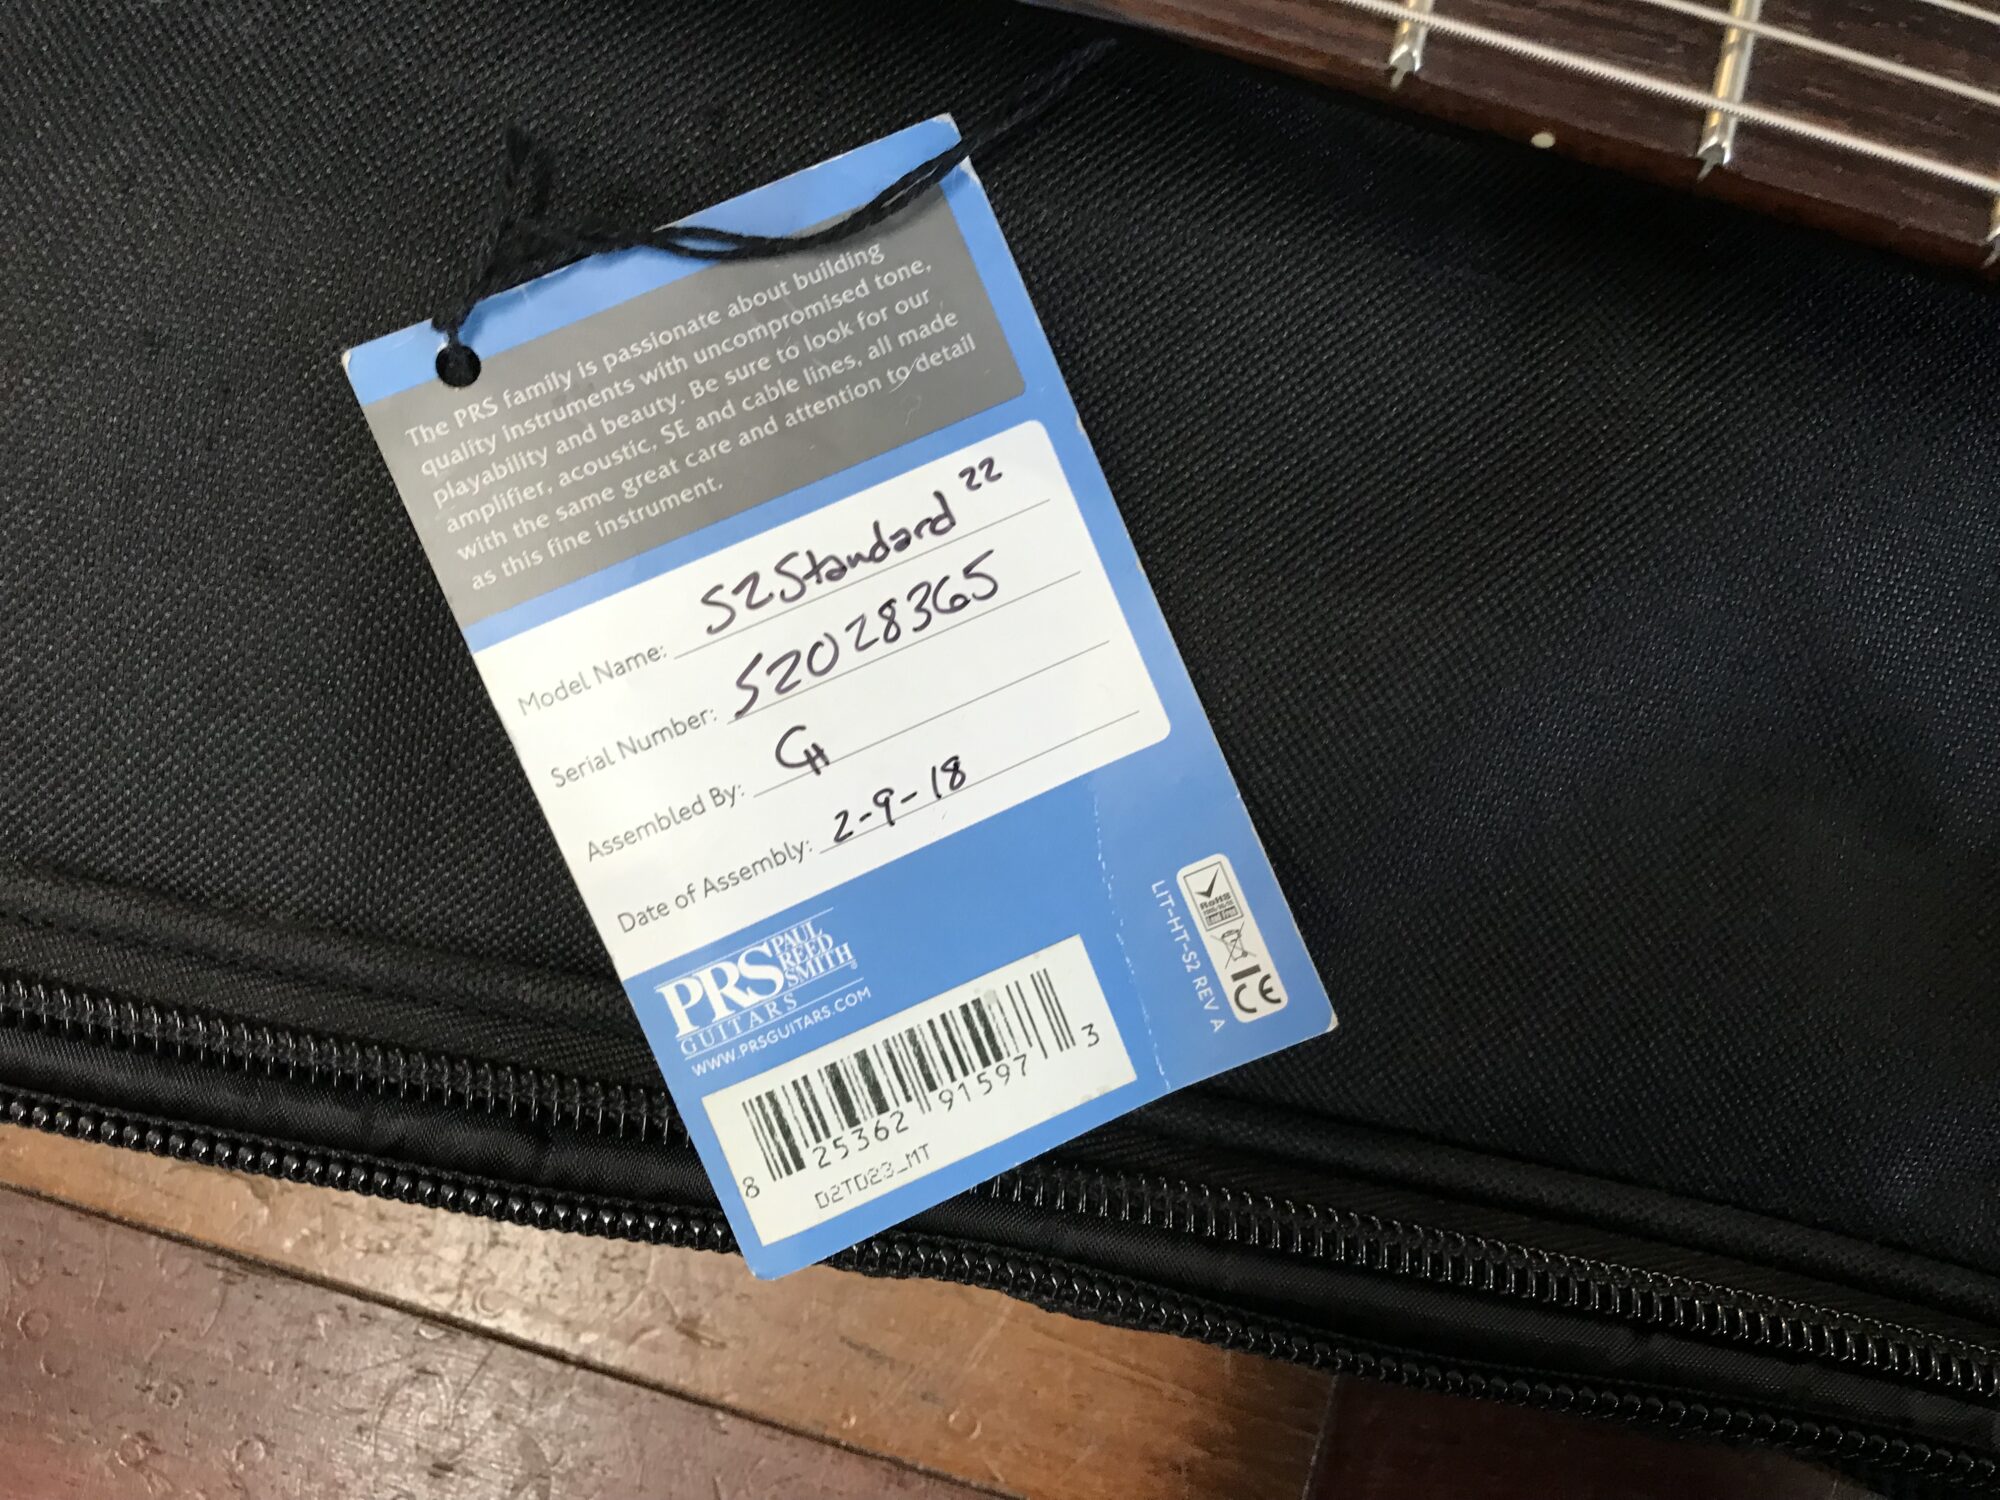 The PRS family is passionate about building
quality instruments with uncompromised tone,
playability and beauty. Be sure to look for our
amplifier, acoustic, SE and cable lines, all made
with the same great care and attention to detail
as this fine instrument.
Model Name: S2 Standard 22
Serial Number: S2028365
Assembled By: CH
Date of Assembly: 2-9-18
PRS PAUL REED SMITH
GUITARS
WWW.PRSGUITARS.COM
8 25362 91597 3
D2TD23_MT
RoHS
Lead Free
CE
LIT-HT-S2 REV A